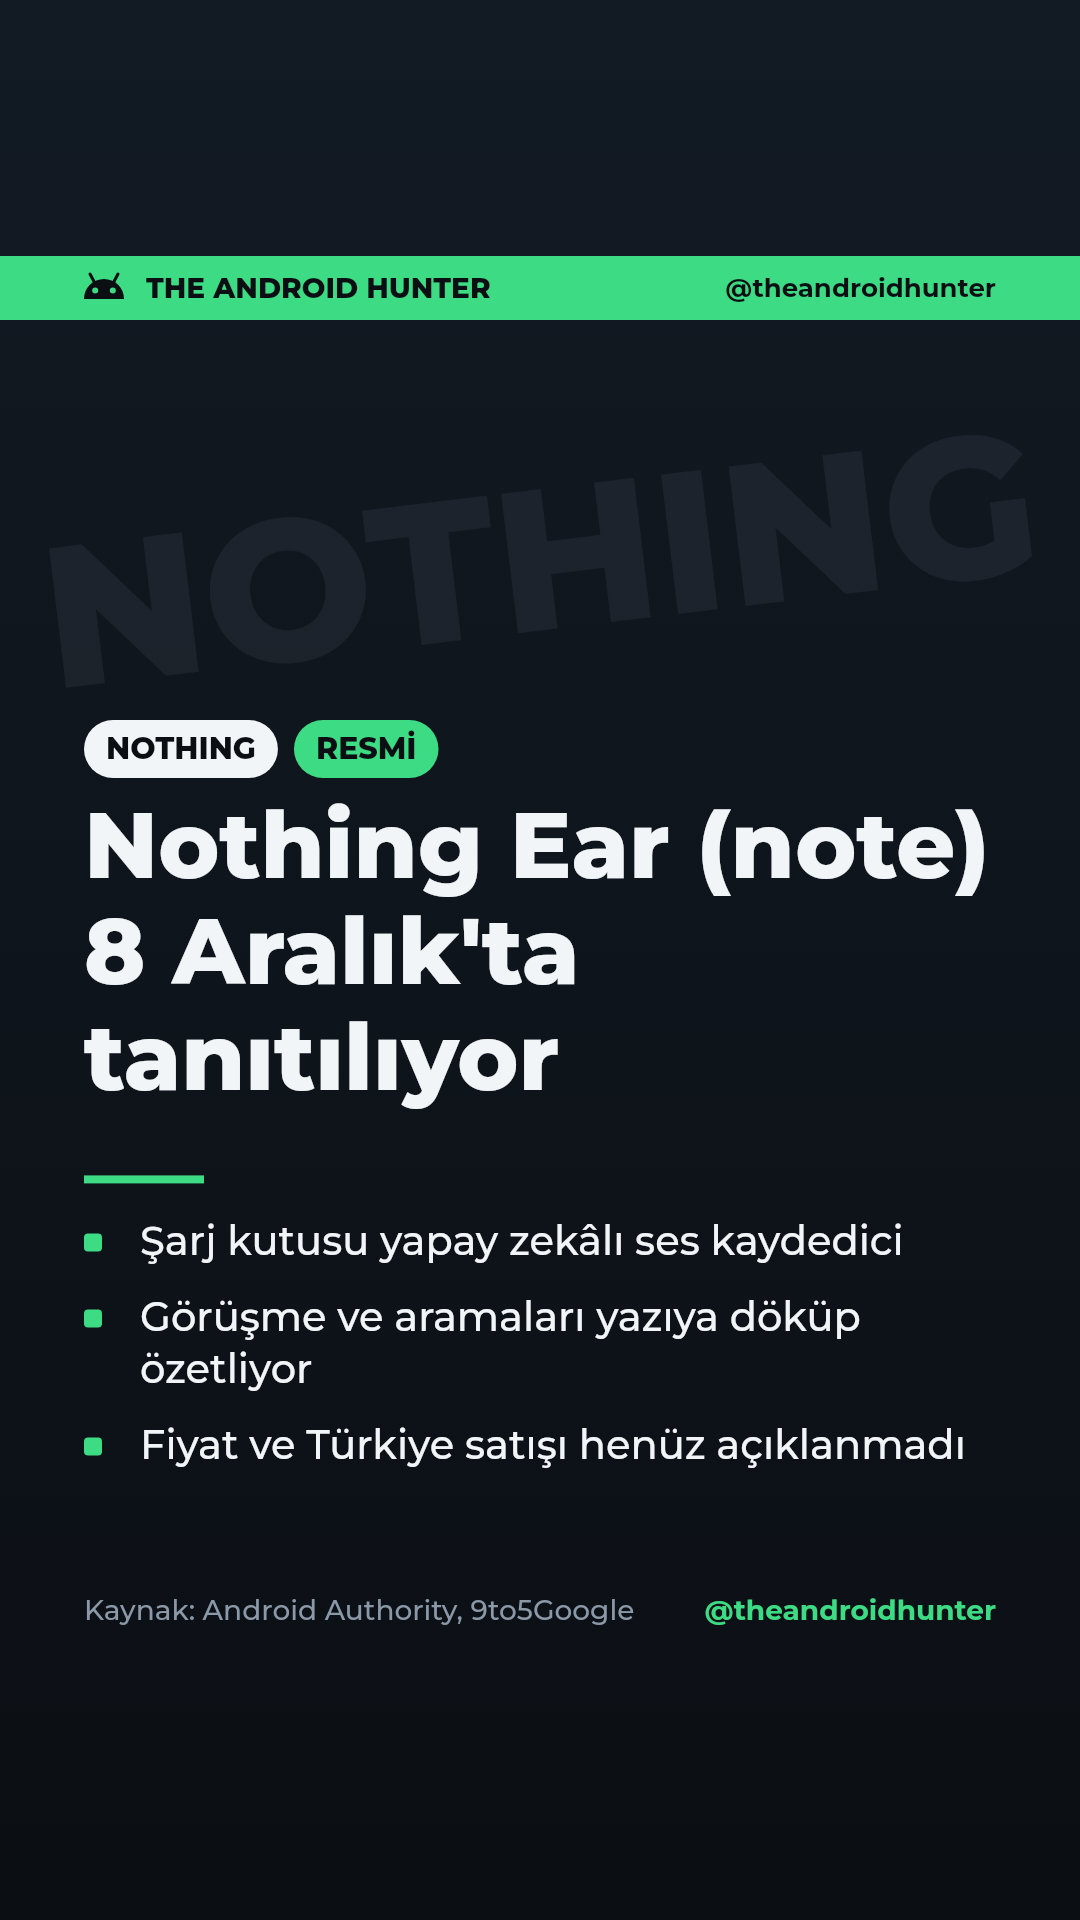 THE ANDROID HUNTER
@theandroidhunter
NOTHING
NOTHING
RESMİ
Nothing Ear (note)
8 Aralık'ta
tanıtılıyor
Şarj kutusu yapay zekâlı ses kaydedici
Görüşme ve aramaları yazıya döküp
özetliyor
Fiyat ve Türkiye satışı henüz açıklanmadı
Kaynak: Android Authority, 9to5Google
@theandroidhunter